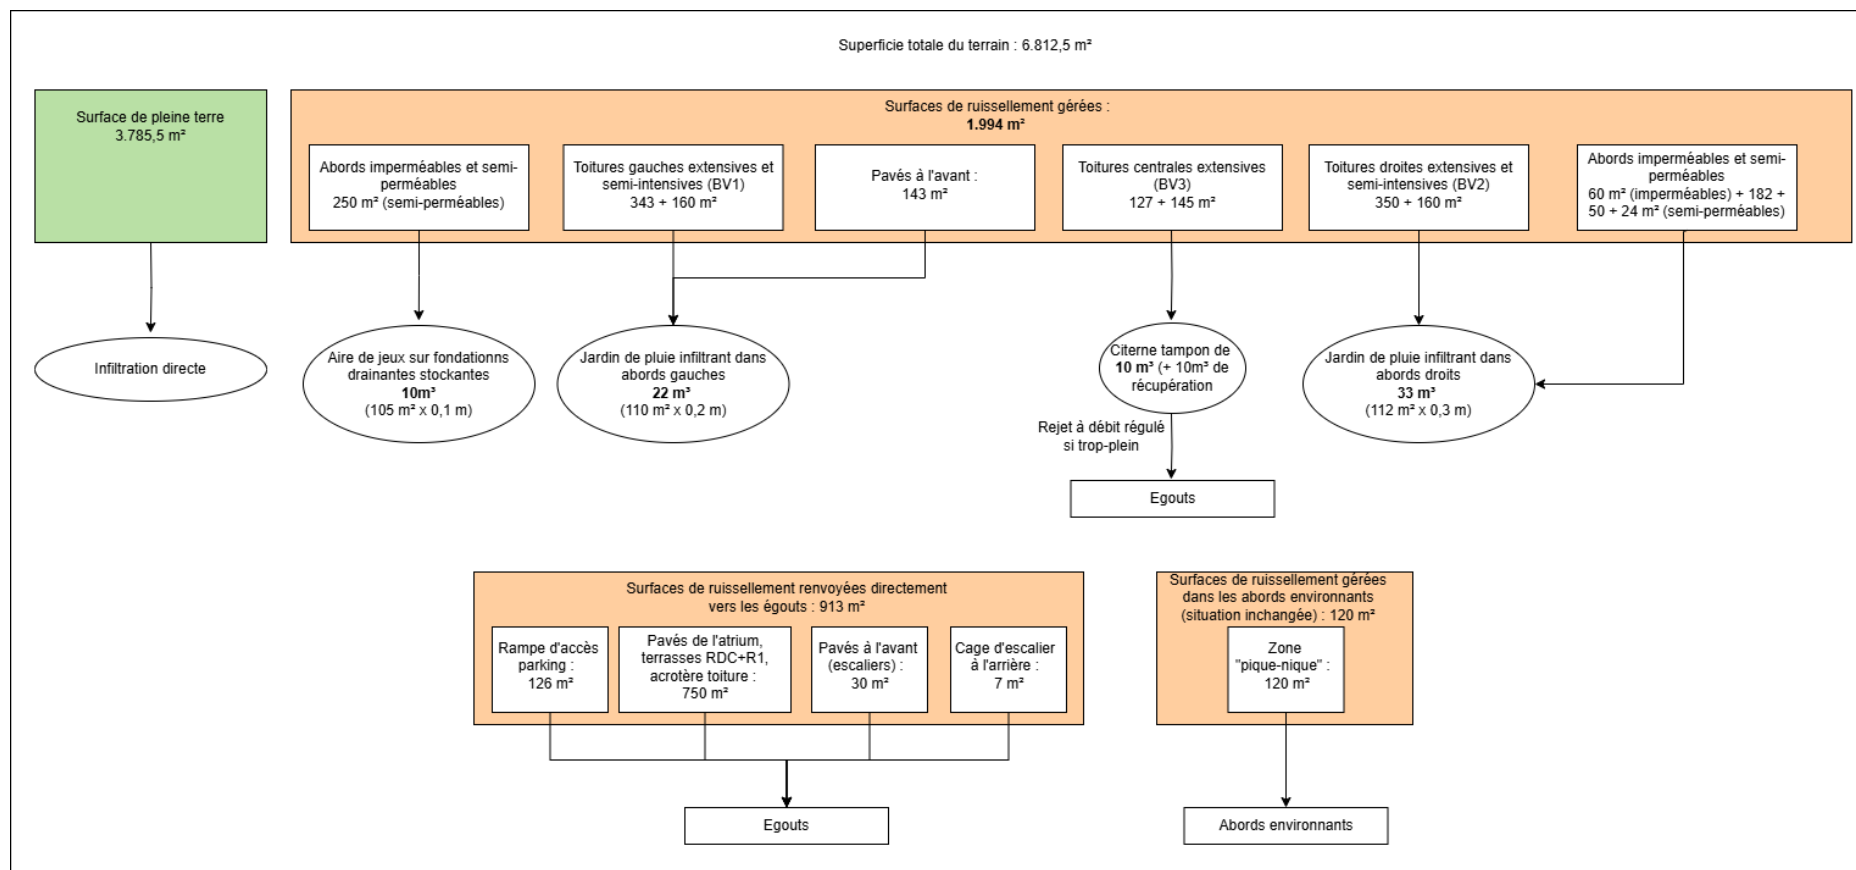 Superficie totale du terrain : 6.812,5 m²
Surface de pleine terre
3.785,5 m²
Surfaces de ruissellement gérées :
1.994 m²
Abords imperméables et semi-
perméables
250 m² (semi-perméables)
Toitures gauches extensives et
semi-intensives (BV1)
343 + 160 m²
Pavés à l'avant :
143 m²
Toitures centrales extensives
(BV3)
127 + 145 m²
Toitures droites extensives et
semi-intensives (BV2)
350 + 160 m²
Abords imperméables et semi-
perméables
60 m² (imperméables) + 182 +
50 + 24 m² (semi-perméables)
Infiltration directe
Aire de jeux sur fondationns
drainantes stockantes
10m³
(105 m² x 0,1 m)
Jardin de pluie infiltrant dans
abords gauches
22 m³
(110 m² x 0,2 m)
Citerne tampon de
10 m³ (+ 10m³ de
récupération
Jardin de pluie infiltrant dans
abords droits
33 m³
(112 m² x 0,3 m)
Rejet à débit régulé
si trop-plein
Egouts
Surfaces de ruissellement renvoyées directement
vers les égouts : 913 m²
Rampe d'accès
parking :
126 m²
Pavés de l'atrium,
terrasses RDC+R1,
acrotère toiture :
750 m²
Pavés à l'avant
(escaliers) :
30 m²
Cage d'escalier
à l'arrière :
7 m²
Egouts
Surfaces de ruissellement gérées
dans les abords environnants
(situation inchangée) : 120 m²
Zone
"pique-nique" :
120 m²
Abords environnants